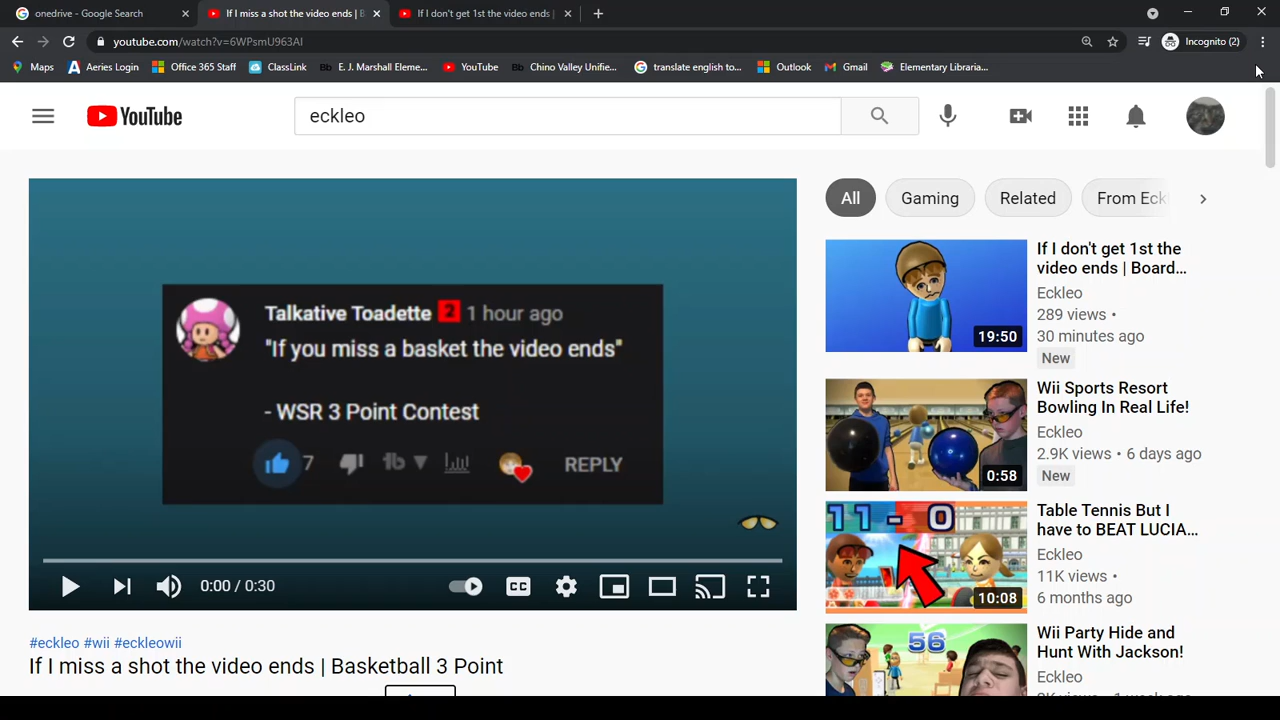 onedrive - Google Search
If I miss a shot the video ends | B
If I don't get 1st the video ends |
youtube.com/watch?v=6WPsmU963AI
Incognito (2)
Maps
Aeries Login
Office 365 Staff
ClassLink
Bb E. J. Marshall Eleme...
YouTube
Bb Chino Valley Unifie...
translate english to...
Outlook
Gmail
Elementary Libraria...
YouTube
eckleo
Talkative Toadette 2 1 hour ago
"If you miss a basket the video ends"
- WSR 3 Point Contest
7
REPLY
0:00 / 0:30
CC
#eckleo #wii #eckleowii
If I miss a shot the video ends | Basketball 3 Point
All
Gaming
Related
From Eck
19:50
If I don't get 1st the
video ends | Board...
Eckleo
289 views •
30 minutes ago
New
0:58
Wii Sports Resort
Bowling In Real Life!
Eckleo
2.9K views • 6 days ago
New
11 - 0
10:08
Table Tennis But I
have to BEAT LUCIA...
Eckleo
11K views •
6 months ago
56
Wii Party Hide and
Hunt With Jackson!
Eckleo